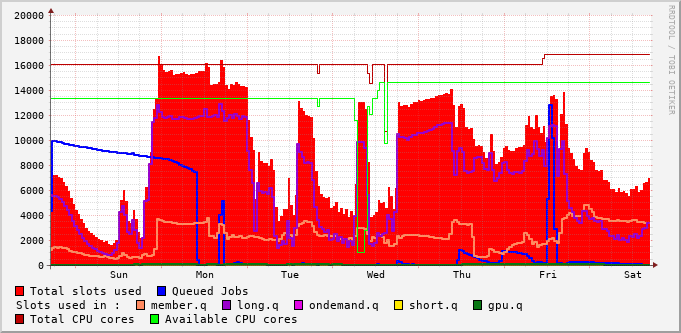 20000
18000
16000
14000
12000
10000
8000
6000
4000
2000
0
Sun Mon Tue Wed Thu Fri Sat
RRDTOOL / TOBI OETIKER
Total slots used Queued Jobs
Slots used in : member.q long.q ondemand.q short.q gpu.q
Total CPU cores Available CPU cores